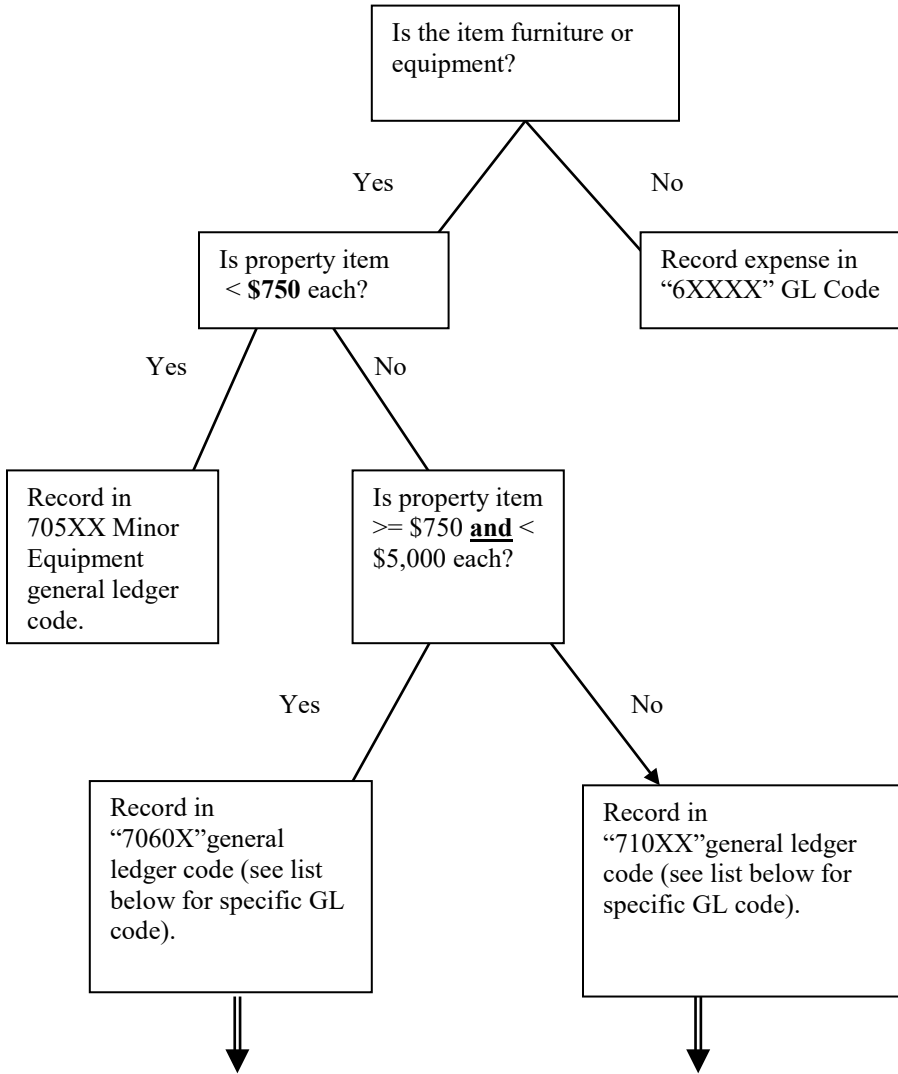 Is the item furniture or
equipment?
Yes
No
Is property item
< $750 each?
Record expense in
“6XXXX” GL Code
Yes
No
Record in
705XX Minor
Equipment
general ledger
code.
Is property item
>= $750 and <
$5,000 each?
Yes
No
Record in
“7060X”general
ledger code (see list
below for specific GL
code).
Record in
“710XX”general ledger
code (see list below for
specific GL code).